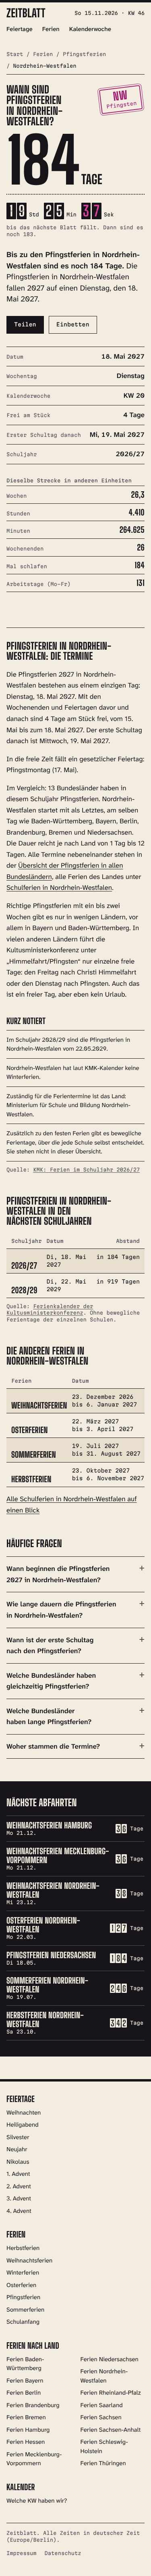 ZEITBLATT
So 15.11.2026 · KW 46
Feiertage Ferien Kalenderwoche
Start / Ferien / Pfingstferien
/ Nordrhein-Westfalen
WANN SIND
PFINGSTFERIEN
IN NORDRHEIN-
WESTFALEN?
NW
Pfingsten
184 TAGE
19 Std 25 Min 37 Sek
bis das nächste Blatt fällt. Dann sind es
noch 183.
Bis zu den Pfingstferien in Nordrhein-
Westfalen sind es noch 184 Tage. Die
Pfingstferien in Nordrhein-Westfalen
fallen 2027 auf einen Dienstag, den 18.
Mai 2027.
Teilen
Einbetten
Datum 18. Mai 2027
Wochentag Dienstag
Kalenderwoche KW 20
Frei am Stück 4 Tage
Erster Schultag danach Mi, 19. Mai 2027
Schuljahr 2026/27
Dieselbe Strecke in anderen Einheiten
Wochen 26,3
Stunden 4.410
Minuten 264.625
Wochenenden 26
Mal schlafen 184
Arbeitstage (Mo–Fr) 131
PFINGSTFERIEN IN NORDRHEIN-
WESTFALEN: DIE TERMINE
Die Pfingstferien 2027 in Nordrhein-
Westfalen bestehen aus einem einzigen Tag:
Dienstag, 18. Mai 2027. Mit den
Wochenenden und Feiertagen davor und
danach sind 4 Tage am Stück frei, vom 15.
Mai bis zum 18. Mai 2027. Der erste Schultag
danach ist Mittwoch, 19. Mai 2027.
In die freie Zeit fällt ein gesetzlicher Feiertag:
Pfingstmontag (17. Mai).
Im Vergleich: 13 Bundesländer haben in
diesem Schuljahr Pfingstferien. Nordrhein-
Westfalen startet mit als Letztes, am selben
Tag wie Baden-Württemberg, Bayern, Berlin,
Brandenburg, Bremen und Niedersachsen.
Die Dauer reicht je nach Land von 1 Tag bis 12
Tagen. Alle Termine nebeneinander stehen in
der Übersicht der Pfingstferien in allen
Bundesländern, alle Ferien des Landes unter
Schulferien in Nordrhein-Westfalen.
Richtige Pfingstferien mit ein bis zwei
Wochen gibt es nur in wenigen Ländern, vor
allem in Bayern und Baden-Württemberg. In
vielen anderen Ländern führt die
Kultusministerkonferenz unter
„Himmelfahrt/Pfingsten“ nur einzelne freie
Tage: den Freitag nach Christi Himmelfahrt
oder den Dienstag nach Pfingsten. Auch das
ist ein freier Tag, aber eben kein Urlaub.
KURZ NOTIERT
Im Schuljahr 2028/29 sind die Pfingstferien in
Nordrhein-Westfalen vom 22.05.2029.
Nordrhein-Westfalen hat laut KMK-Kalender keine
Winterferien.
Zuständig für die Ferientermine ist das Land:
Ministerium für Schule und Bildung Nordrhein-
Westfalen.
Zusätzlich zu den festen Ferien gibt es bewegliche
Ferientage, über die jede Schule selbst entscheidet.
Sie stehen nicht in dieser Übersicht.
Quelle: KMK: Ferien im Schuljahr 2026/27
PFINGSTFERIEN IN NORDRHEIN-
WESTFALEN IN DEN
NÄCHSTEN SCHULJAHREN
Schuljahr Datum Abstand
2026/27 Di, 18. Mai 2027 in 184 Tagen
2028/29 Di, 22. Mai 2029 in 919 Tagen
Quelle: Ferienkalender der
Kultusministerkonferenz. Ohne bewegliche
Ferientage der einzelnen Schulen.
DIE ANDEREN FERIEN IN
NORDRHEIN-WESTFALEN
Ferien Datum
WEIHNACHTSFERIEN 23. Dezember 2026 bis 6. Januar 2027
OSTERFERIEN 22. März 2027 bis 3. April 2027
SOMMERFERIEN 19. Juli 2027 bis 31. August 2027
HERBSTFERIEN 23. Oktober 2027 bis 6. November 2027
Alle Schulferien in Nordrhein-Westfalen auf
einen Blick
HÄUFIGE FRAGEN
Wann beginnen die Pfingstferien
2027 in Nordrhein-Westfalen? +
Wie lange dauern die Pfingstferien
in Nordrhein-Westfalen? +
Wann ist der erste Schultag
nach den Pfingstferien? +
Welche Bundesländer haben
gleichzeitig Pfingstferien? +
Welche Bundesländer
haben lange Pfingstferien? +
Woher stammen die Termine? +
NÄCHSTE ABFAHRTEN
WEIHNACHTSFERIEN HAMBURG
Mo 21.12.
36 Tage
WEIHNACHTSFERIEN MECKLENBURG-
VORPOMMERN
Mo 21.12.
36 Tage
WEIHNACHTSFERIEN NORDRHEIN-
WESTFALEN
Mi 23.12.
38 Tage
OSTERFERIEN NORDRHEIN-
WESTFALEN
Mo 22.03.
127 Tage
PFINGSTFERIEN NIEDERSACHSEN
Di 18.05.
184 Tage
SOMMERFERIEN NORDRHEIN-
WESTFALEN
Mo 19.07.
246 Tage
HERBSTFERIEN NORDRHEIN-
WESTFALEN
Sa 23.10.
342 Tage
FEIERTAGE
Weihnachten
Heiligabend
Silvester
Neujahr
Nikolaus
1. Advent
2. Advent
3. Advent
4. Advent
FERIEN
Herbstferien
Weihnachtsferien
Winterferien
Osterferien
Pfingstferien
Sommerferien
Schulanfang
FERIEN NACH LAND
Ferien Baden-
Württemberg
Ferien Bayern
Ferien Berlin
Ferien Brandenburg
Ferien Bremen
Ferien Hamburg
Ferien Hessen
Ferien Mecklenburg-
Vorpommern
Ferien Niedersachsen
Ferien Nordrhein-
Westfalen
Ferien Rheinland-Pfalz
Ferien Saarland
Ferien Sachsen
Ferien Sachsen-Anhalt
Ferien Schleswig-
Holstein
Ferien Thüringen
KALENDER
Welche KW haben wir?
Zeitblatt. Alle Zeiten in deutscher Zeit
(Europe/Berlin).
Impressum Datenschutz